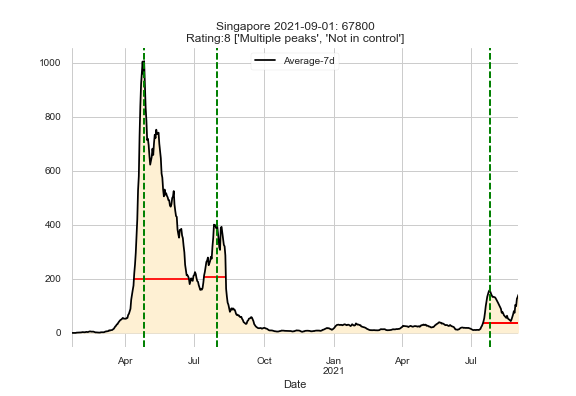 Singapore 2021-09-01: 67800
Rating:8 ['Multiple peaks', 'Not in control']
Average-7d
1000
800
600
400
200
0
Apr
Jul
Oct
Jan
2021
Apr
Jul
Date